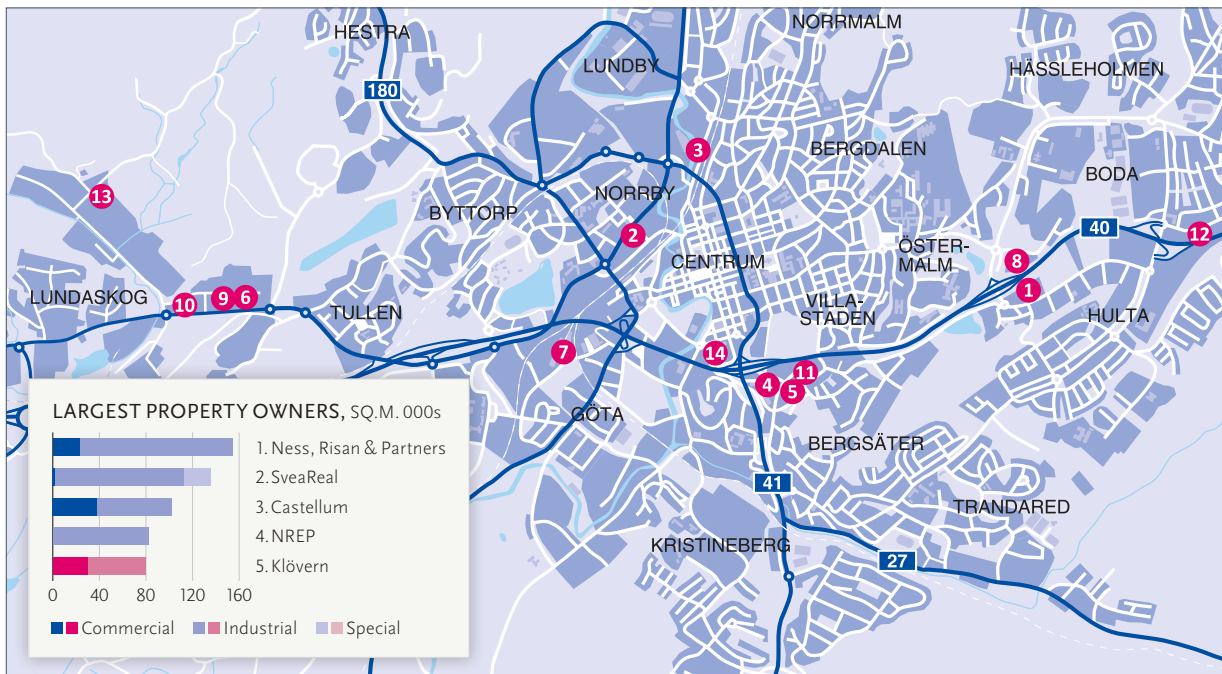 HESTRA
NORRMALM
LUNDBY
HÄSSLEHOLMEN
180
3
BERGDALEN
BODA
13
NORRBY
BYTTORP
2
40
12
ÖSTER-
MALM
CENTRUM
8
1
LUNDASKOG
10
9
6
TULLEN
VILLA-
STADEN
HULTA
7
14
11
4
5
GÖTA
BERGSÄTER
41
TRANDARED
KRISTINEBERG
27
LARGEST PROPERTY OWNERS, SQ.M. 000s
1. Ness, Risan & Partners
2. SveaReal
3. Castellum
4. NREP
5. Klövern
0 40 80 120 160
Commercial Industrial Special